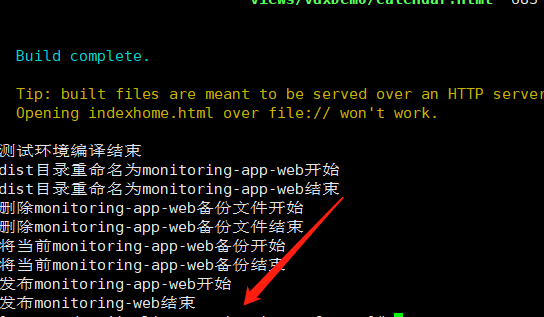 views/vuxDemo/calendar.html
Build complete.
Tip: built files are meant to be served over an HTTP server
Opening indexhome.html over file:// won't work.
测试环境编译结束
dist目录重命名为monitoring-app-web开始
dist目录重命名为monitoring-app-web结束
删除monitoring-app-web备份文件开始
删除monitoring-app-web备份文件结束
将当前monitoring-app-web备份开始
将当前monitoring-app-web备份结束
发布monitoring-app-web开始
发布monitoring-web结束